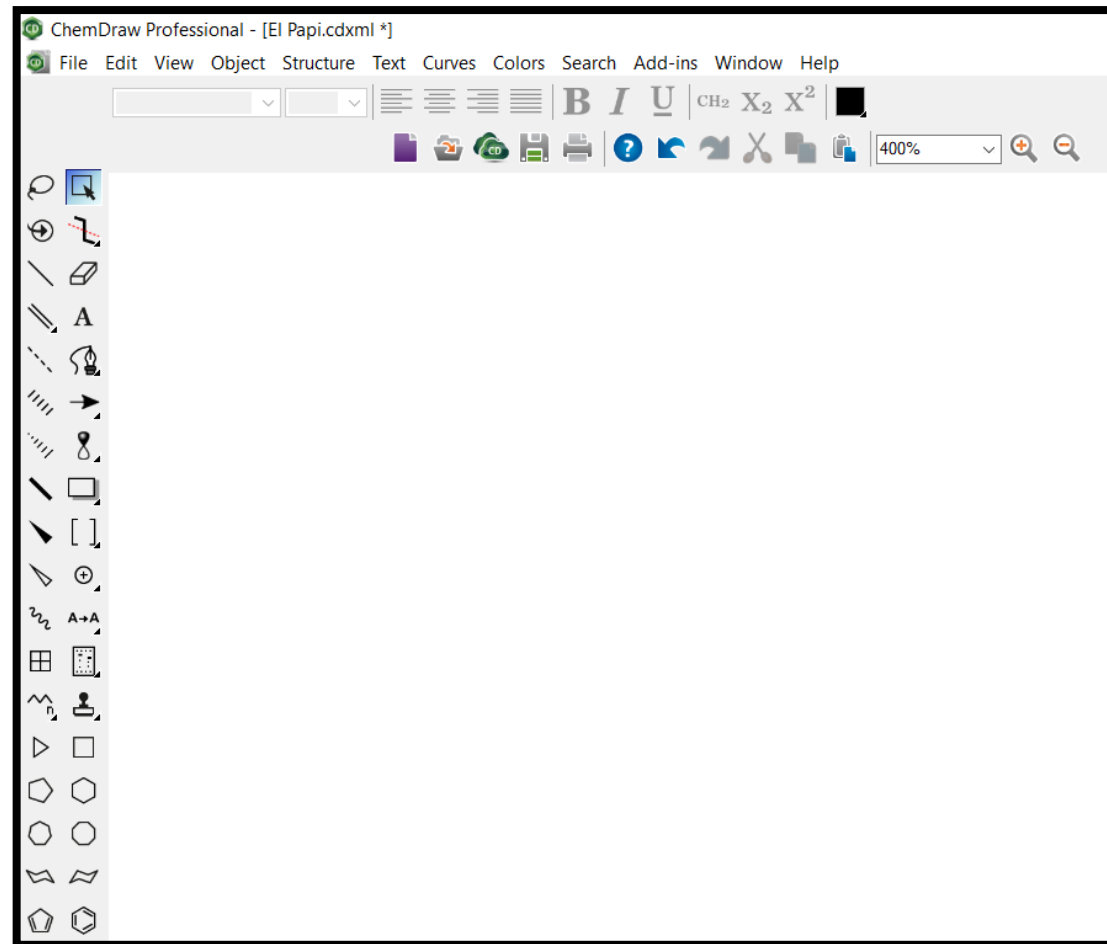 ChemDraw Professional - [El Papi.cdxml *]
File Edit View Object Structure Text Curves Colors Search Add-ins Window Help
B I U CH₂ X₂ X²
CD ? 400%
A
[ ]
A→A
n